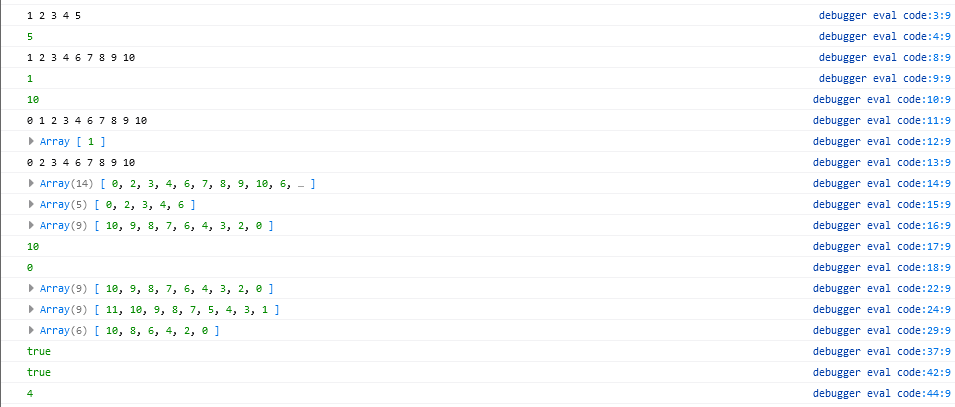 1 2 3 4 5 debugger eval code:3:9
5 debugger eval code:4:9
1 2 3 4 6 7 8 9 10 debugger eval code:8:9
1 debugger eval code:9:9
10 debugger eval code:10:9
0 1 2 3 4 6 7 8 9 10 debugger eval code:11:9
Array [ 1 ] debugger eval code:12:9
0 2 3 4 6 7 8 9 10 debugger eval code:13:9
Array(14) [ 0, 2, 3, 4, 6, 7, 8, 9, 10, 6, … ] debugger eval code:14:9
Array(5) [ 0, 2, 3, 4, 6 ] debugger eval code:15:9
Array(9) [ 10, 9, 8, 7, 6, 4, 3, 2, 0 ] debugger eval code:16:9
10 debugger eval code:17:9
0 debugger eval code:18:9
Array(9) [ 10, 9, 8, 7, 6, 4, 3, 2, 0 ] debugger eval code:22:9
Array(9) [ 11, 10, 9, 8, 7, 5, 4, 3, 1 ] debugger eval code:24:9
Array(6) [ 10, 8, 6, 4, 2, 0 ] debugger eval code:29:9
true debugger eval code:37:9
true debugger eval code:42:9
4 debugger eval code:44:9